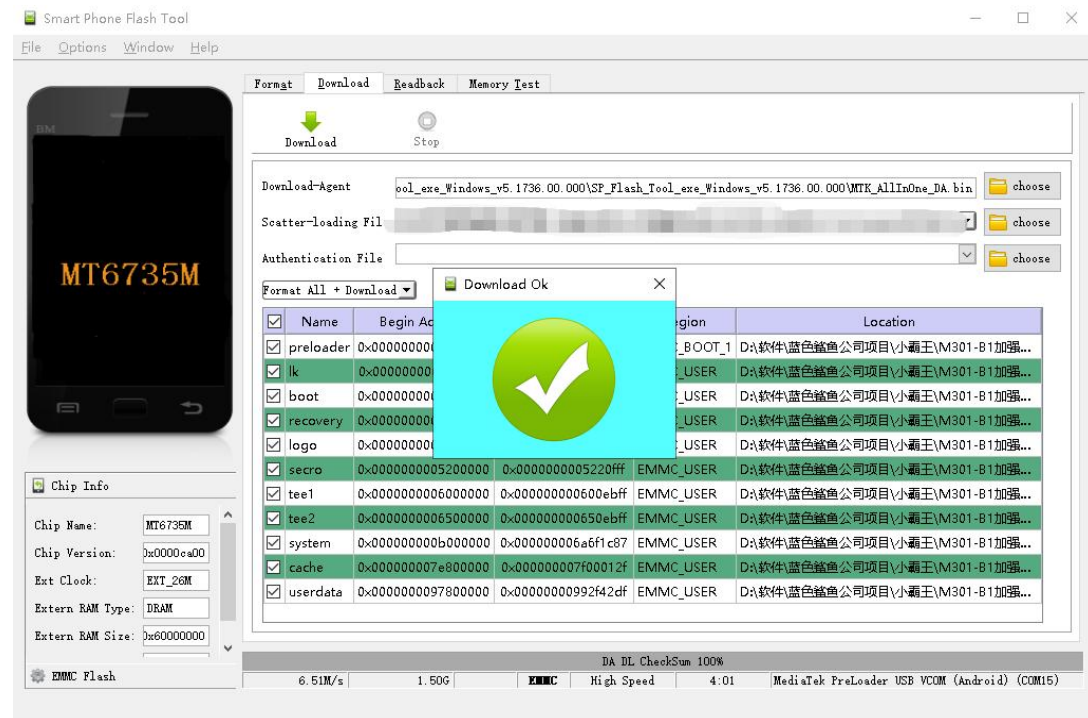 Smart Phone Flash Tool
File Options Window Help
BM
MT6735M
Format Download Readback Memory Test
Download Stop
Download-Agent ool_exe_Windows_v5.1736.00.000\SP_Flash_Tool_exe_Windows_v5.1736.00.000\MTK_AllInOne_DA.bin choose
Scatter-loading Fil choose
Authentication File choose
Format All + Download
Download Ok
Name Begin Ad egion Location
preloader 0x00000000 C_BOOT_1 D:\软件\蓝色鲨鱼公司项目\小霸王\M301-B1加强...
lk 0x00000000 C_USER D:\软件\蓝色鲨鱼公司项目\小霸王\M301-B1加强...
boot 0x00000000 C_USER D:\软件\蓝色鲨鱼公司项目\小霸王\M301-B1加强...
recovery 0x00000000 C_USER D:\软件\蓝色鲨鱼公司项目\小霸王\M301-B1加强...
logo 0x00000000 C_USER D:\软件\蓝色鲨鱼公司项目\小霸王\M301-B1加强...
secro 0x0000000005200000 0x0000000005220fff EMMC_USER D:\软件\蓝色鲨鱼公司项目\小霸王\M301-B1加强...
tee1 0x0000000006000000 0x000000000600ebff EMMC_USER D:\软件\蓝色鲨鱼公司项目\小霸王\M301-B1加强...
tee2 0x0000000006500000 0x000000000650ebff EMMC_USER D:\软件\蓝色鲨鱼公司项目\小霸王\M301-B1加强...
system 0x000000000b000000 0x000000006a6f1c87 EMMC_USER D:\软件\蓝色鲨鱼公司项目\小霸王\M301-B1加强...
cache 0x000000007e800000 0x000000007f00012f EMMC_USER D:\软件\蓝色鲨鱼公司项目\小霸王\M301-B1加强...
userdata 0x0000000097800000 0x00000000992f42df EMMC_USER D:\软件\蓝色鲨鱼公司项目\小霸王\M301-B1加强...
Chip Info
Chip Name: MT6735M
Chip Version: 0x0000ca00
Ext Clock: EXT_26M
Extern RAM Type: DRAM
Extern RAM Size: 0x60000000
EMMC Flash
DA DL CheckSum 100%
6.51M/s 1.50G EMMC High Speed 4:01 MediaTek PreLoader USB VCOM (Android) (COM15)